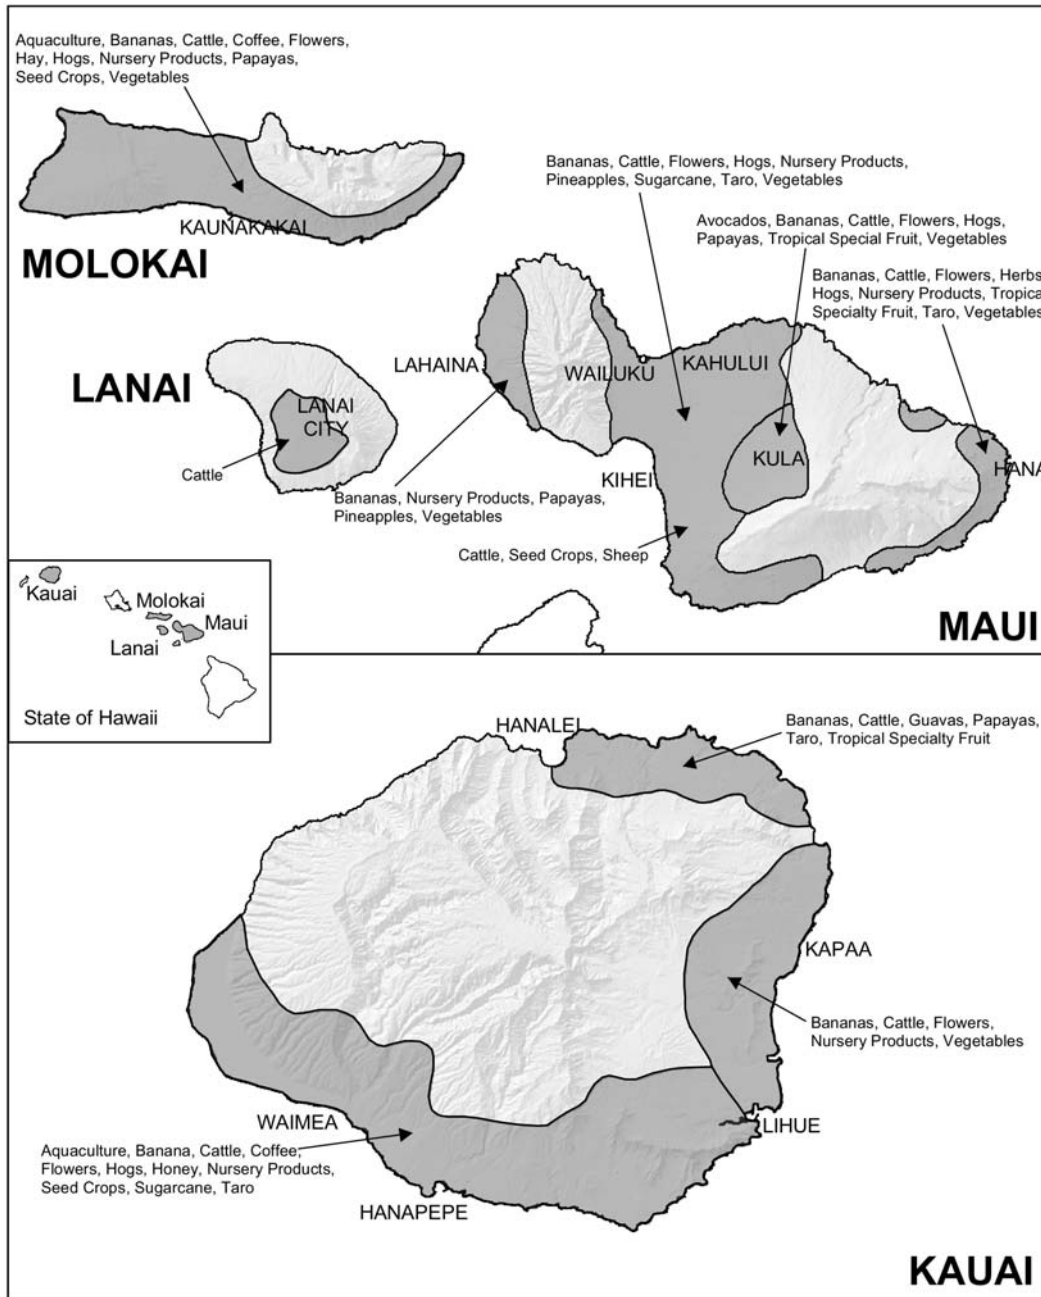 Aquaculture, Bananas, Cattle, Coffee, Flowers,
Hay, Hogs, Nursery Products, Papayas,
Seed Crops, Vegetables
KAUNAKAKAI
MOLOKAI
Bananas, Cattle, Flowers, Hogs, Nursery Products,
Pineapples, Sugarcane, Taro, Vegetables
Avocados, Bananas, Cattle, Flowers, Hogs,
Papayas, Tropical Special Fruit, Vegetables
Bananas, Cattle, Flowers, Herbs
Hogs, Nursery Products, Tropica
Specialty Fruit, Taro, Vegetables
LANAI
LANAI
CITY
Cattle
LAHAINA
WAILUKU
KAHULUI
KULA
KIHEI
HANA
Bananas, Nursery Products, Papayas,
Pineapples, Vegetables
Cattle, Seed Crops, Sheep
MAUI
Kauai
Molokai
Maui
Lanai
State of Hawaii
HANALEI
Bananas, Cattle, Guavas, Papayas,
Taro, Tropical Specialty Fruit
KAPAA
Bananas, Cattle, Flowers,
Nursery Products, Vegetables
LIHUE
WAIMEA
Aquaculture, Banana, Cattle, Coffee,
Flowers, Hogs, Honey, Nursery Products,
Seed Crops, Sugarcane, Taro
HANAPEPE
KAUAI